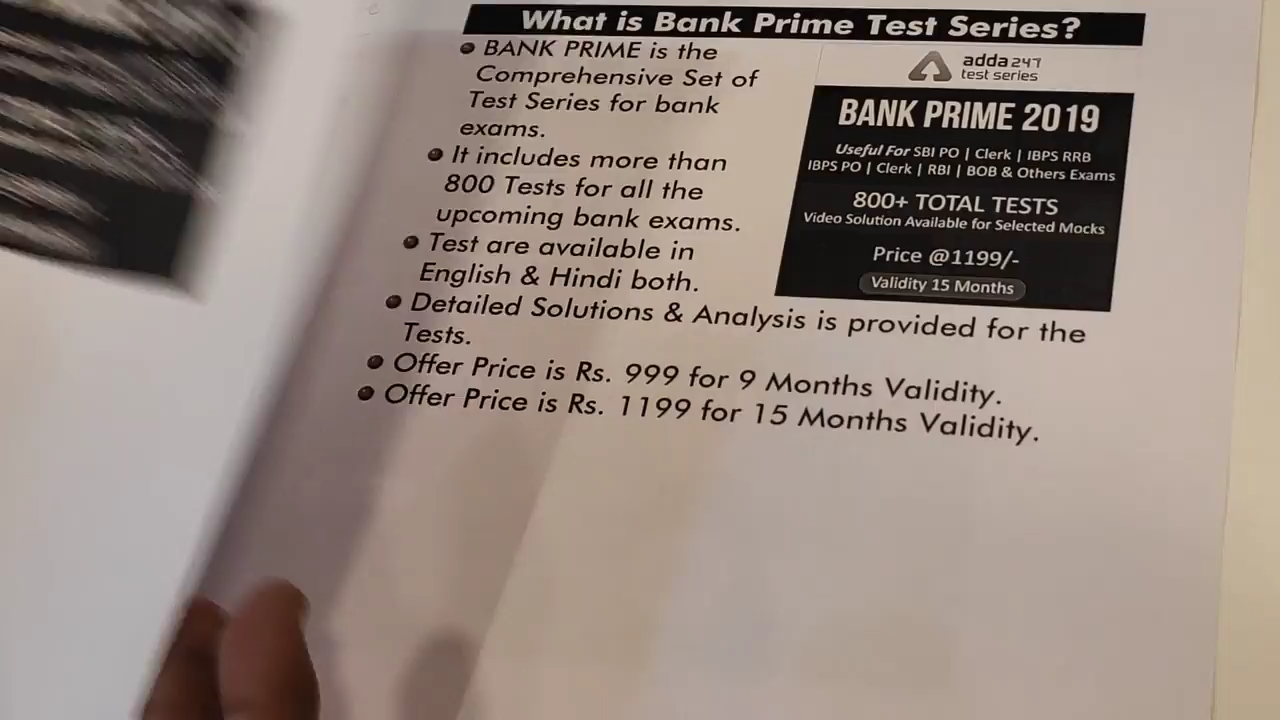 What is Bank Prime Test Series?
• BANK PRIME is the
Comprehensive Set of
Test Series for bank
exams.
• It includes more than
800 Tests for all the
upcoming bank exams.
• Test are available in
English & Hindi both.
• Detailed Solutions & Analysis is provided for the
Tests.
• Offer Price is Rs. 999 for 9 Months Validity.
• Offer Price is Rs. 1199 for 15 Months Validity.
adda247
test series
BANK PRIME 2019
Useful For SBI PO | Clerk | IBPS RRB
IBPS PO | Clerk | RBI | BOB & Others Exams
800+ TOTAL TESTS
Video Solution Available for Selected Mocks
Price @1199/-
Validity 15 Months